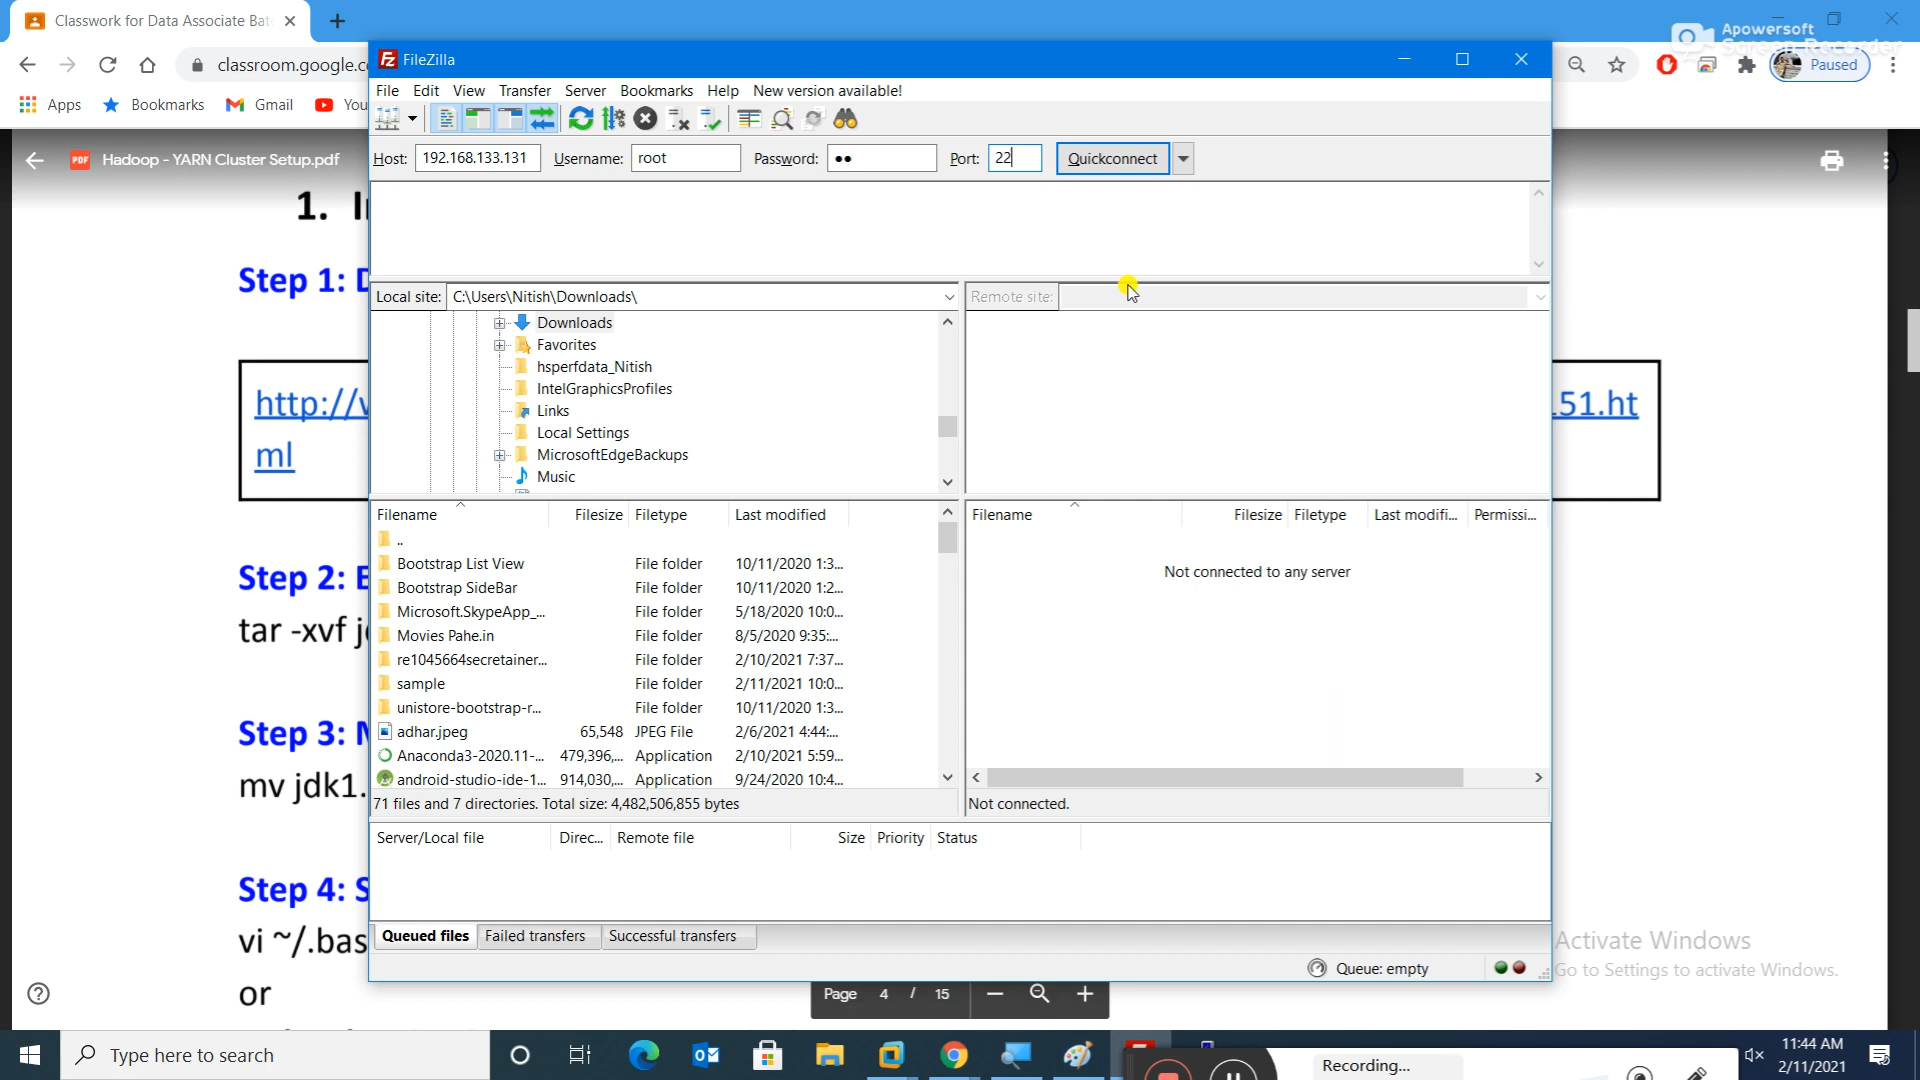 Classwork for Data Associate Bat
Apowersoft
Screen Recorder
classroom.google.c
Paused
Apps
Bookmarks
Gmail
You
PDF Hadoop - YARN Cluster Setup.pdf
1. I
Step 1: D
http://v
51.ht
ml
Step 2: E
tar -xvf j
Step 3: M
mv jdk1.
Step 4: S
vi ~/.bas
or
FileZilla
File Edit View Transfer Server Bookmarks Help New version available!
Host: 192.168.133.131 Username: root Password: ●● Port: 22 Quickconnect
Local site: C:\Users\Nitish\Downloads\
Downloads
Favorites
hsperfdata_Nitish
IntelGraphicsProfiles
Links
Local Settings
MicrosoftEdgeBackups
Music
Remote site:
Filename Filesize Filetype Last modified
..
Bootstrap List View File folder 10/11/2020 1:3...
Bootstrap SideBar File folder 10/11/2020 1:2...
Microsoft.SkypeApp_... File folder 5/18/2020 10:0...
Movies Pahe.in File folder 8/5/2020 9:35:...
re1045664secretainer... File folder 2/10/2021 7:37...
sample File folder 2/11/2021 10:0...
unistore-bootstrap-r... File folder 10/11/2020 1:3...
adhar.jpeg 65,548 JPEG File 2/6/2021 4:44:...
Anaconda3-2020.11-... 479,396,... Application 2/10/2021 5:59...
android-studio-ide-1... 914,030,... Application 9/24/2020 10:4...
71 files and 7 directories. Total size: 4,482,506,855 bytes
Filename Filesize Filetype Last modifi... Permissi...
Not connected to any server
Not connected.
Server/Local file Direc... Remote file Size Priority Status
Queued files Failed transfers Successful transfers
Queue: empty
Activate Windows
Go to Settings to activate Windows.
Page 4 / 15
Type here to search
Recording...
11:44 AM
2/11/2021